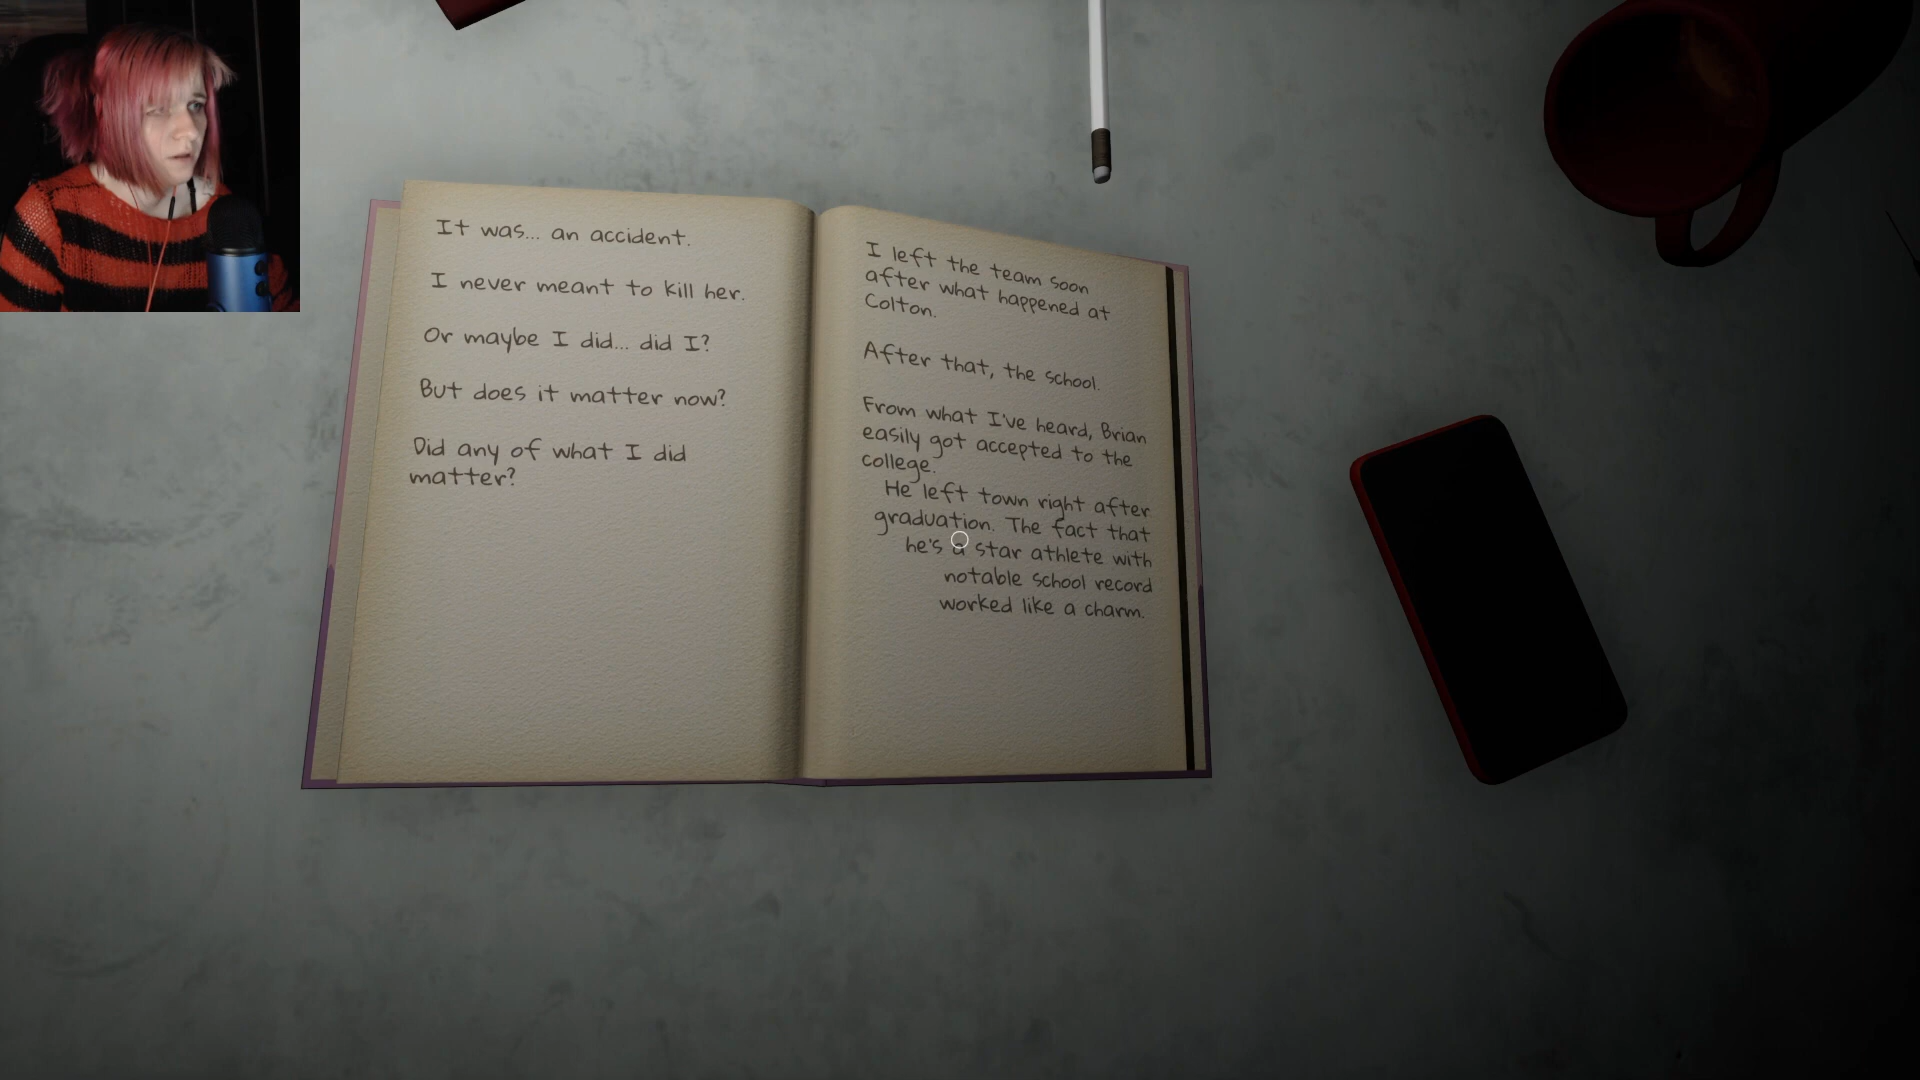 It was... an accident.
I never meant to kill her.
Or maybe I did... did I?
But does it matter now?
Did any of what I did
matter?
I left the team soon
after what happened at
Colton.
After that, the school.
From what I've heard, Brian
easily got accepted to the
college.
He left town right after
graduation. The fact that
he's a star athlete with
notable school record
worked like a charm.